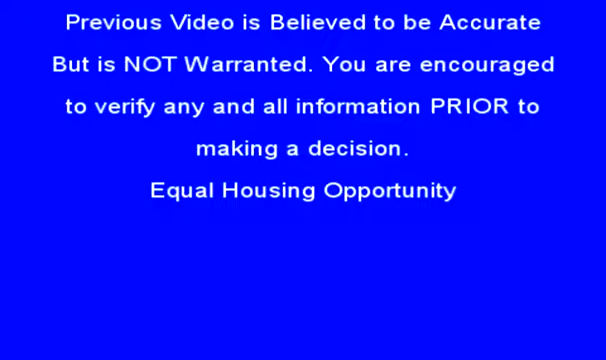 Previous Video is Believed to be Accurate
But is NOT Warranted. You are encouraged
to verify any and all information PRIOR to
making a decision.
Equal Housing Opportunity